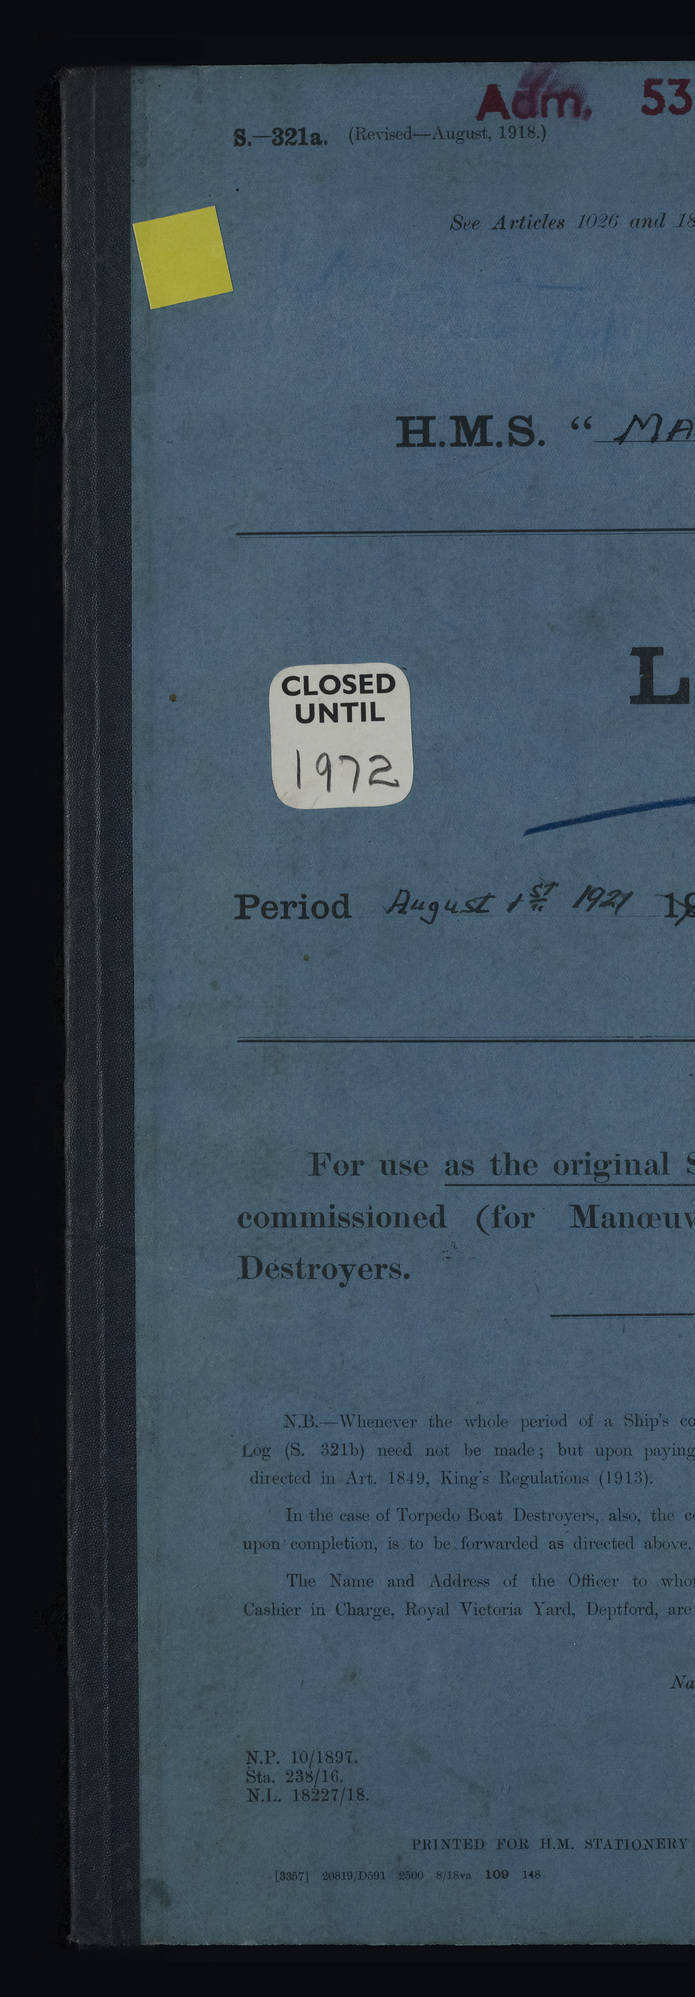 Adm. 53
S.—321a. (Revised—August, 1918.)
See Articles 1026 and 18
H.M.S. “ MA
L
CLOSED
UNTIL
1972
Period August 1ST 1921 19
For use as the original S
commissioned (for Manœuv
Destroyers.
N.B.—Whenever the whole period of a Ship's co
Log (S. 321b) need not be made; but upon paying
directed in Art. 1849, King's Regulations (1913).
In the case of Torpedo Boat Destroyers, also, the c
upon completion, is to be forwarded as directed above.
The Name and Address of the Officer to who
Cashier in Charge, Royal Victoria Yard, Deptford, are
Na
N.P. 10/1897.
Sta. 238/16.
N.L. 18227/18.
PRINTED FOR H.M. STATIONERY
[3357] 20819/D591 2500 8/18va 109 148